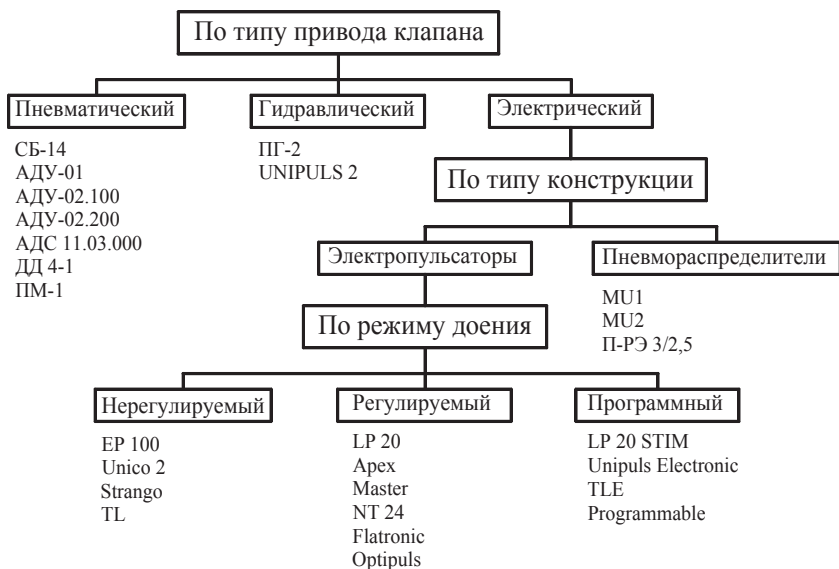 По типу привода клапана
Пневматический
Гидравлический
Электрический
СБ-14
АДУ-01
АДУ-02.100
АДУ-02.200
АДС 11.03.000
ДД 4-1
ПМ-1
ПГ-2
UNIPULS 2
По типу конструкции
Электропульсаторы
Пневмораспределители
MU1
MU2
П-РЭ 3/2,5
По режиму доения
Нерегулируемый
Регулируемый
Программный
EP 100
Unico 2
Strango
TL
LP 20
Apex
Master
NT 24
Flatronic
Optipuls
LP 20 STIM
Unipuls Electronic
TLE
Programmable